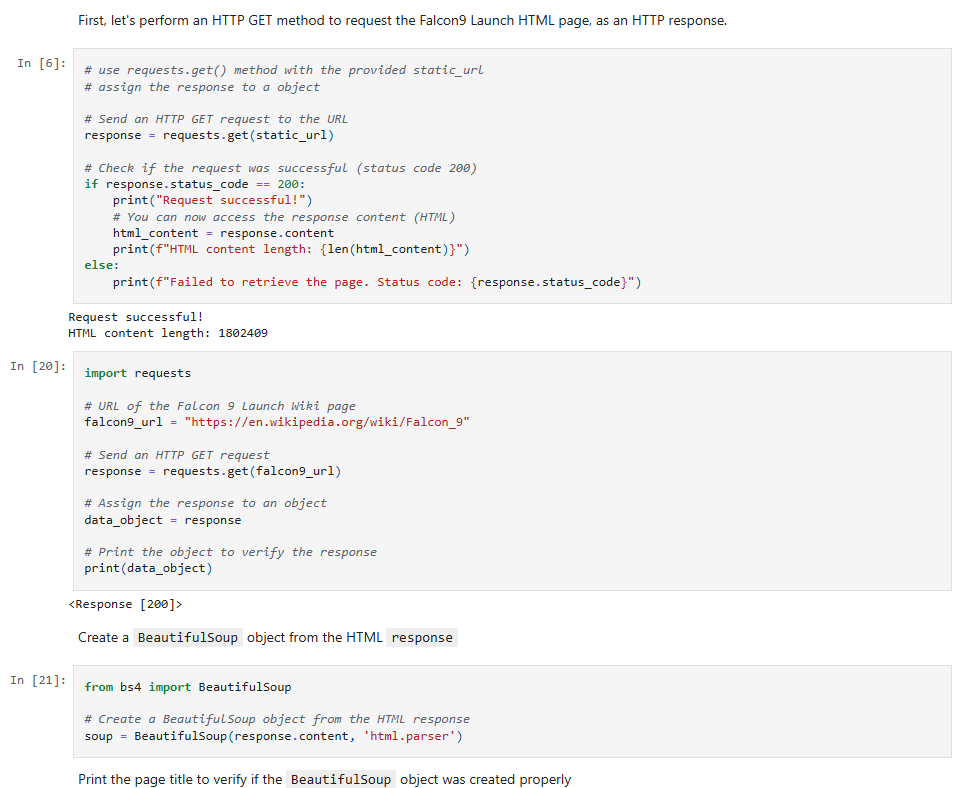 First, let's perform an HTTP GET method to request the Falcon9 Launch HTML page, as an HTTP response.
In [6]:
# use requests.get() method with the provided static_url
# assign the response to a object

# Send an HTTP GET request to the URL
response = requests.get(static_url)

# Check if the request was successful (status code 200)
if response.status_code == 200:
    print("Request successful!")
    # You can now access the response content (HTML)
    html_content = response.content
    print(f"HTML content length: {len(html_content)}")
else:
    print(f"Failed to retrieve the page. Status code: {response.status_code}")
Request successful!
HTML content length: 1802409
In [20]:
import requests

# URL of the Falcon 9 Launch Wiki page
falcon9_url = "https://en.wikipedia.org/wiki/Falcon_9"

# Send an HTTP GET request
response = requests.get(falcon9_url)

# Assign the response to an object
data_object = response

# Print the object to verify the response
print(data_object)
<Response [200]>
Create a BeautifulSoup object from the HTML response
In [21]:
from bs4 import BeautifulSoup

# Create a BeautifulSoup object from the HTML response
soup = BeautifulSoup(response.content, 'html.parser')
Print the page title to verify if the BeautifulSoup object was created properly